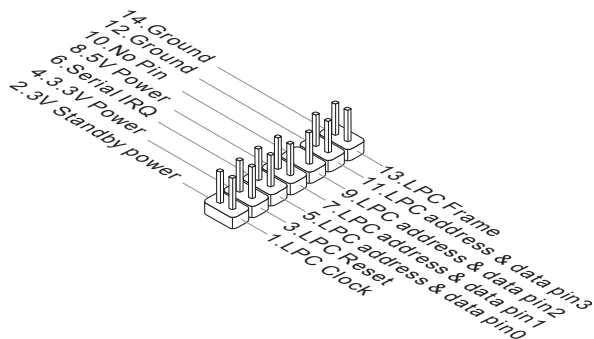 14.Ground
12.Ground
10.No Pin
8.5V Power
6.Serial IRQ
4.3.3V Power
2.3V Standby power
13.LPC Frame
11.LPC address & data pin3
9.LPC address & data pin2
7.LPC address & data pin1
5.LPC address & data pin0
3.LPC Reset
1.LPC Clock